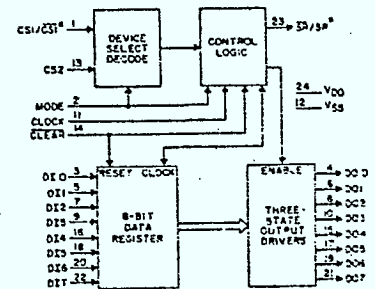 CS1/CS1* 1
DEVICE
SELECT
DECODE
CS2 13
CONTROL
LOGIC
23 SR/SR*
24 VDD
12 VSS
MODE 2
CLOCK 11
CLEAR 14
RESET CLOCK
8-BIT
DATA
REGISTER
DI0 3
DI1 5
DI2 7
DI3 9
DI4 16
DI5 18
DI6 20
DI7 22
ENABLE
THREE-
STATE
OUTPUT
DRIVERS
4 DO0
6 DO1
8 DO2
10 DO3
15 DO4
17 DO5
19 DO6
21 DO7